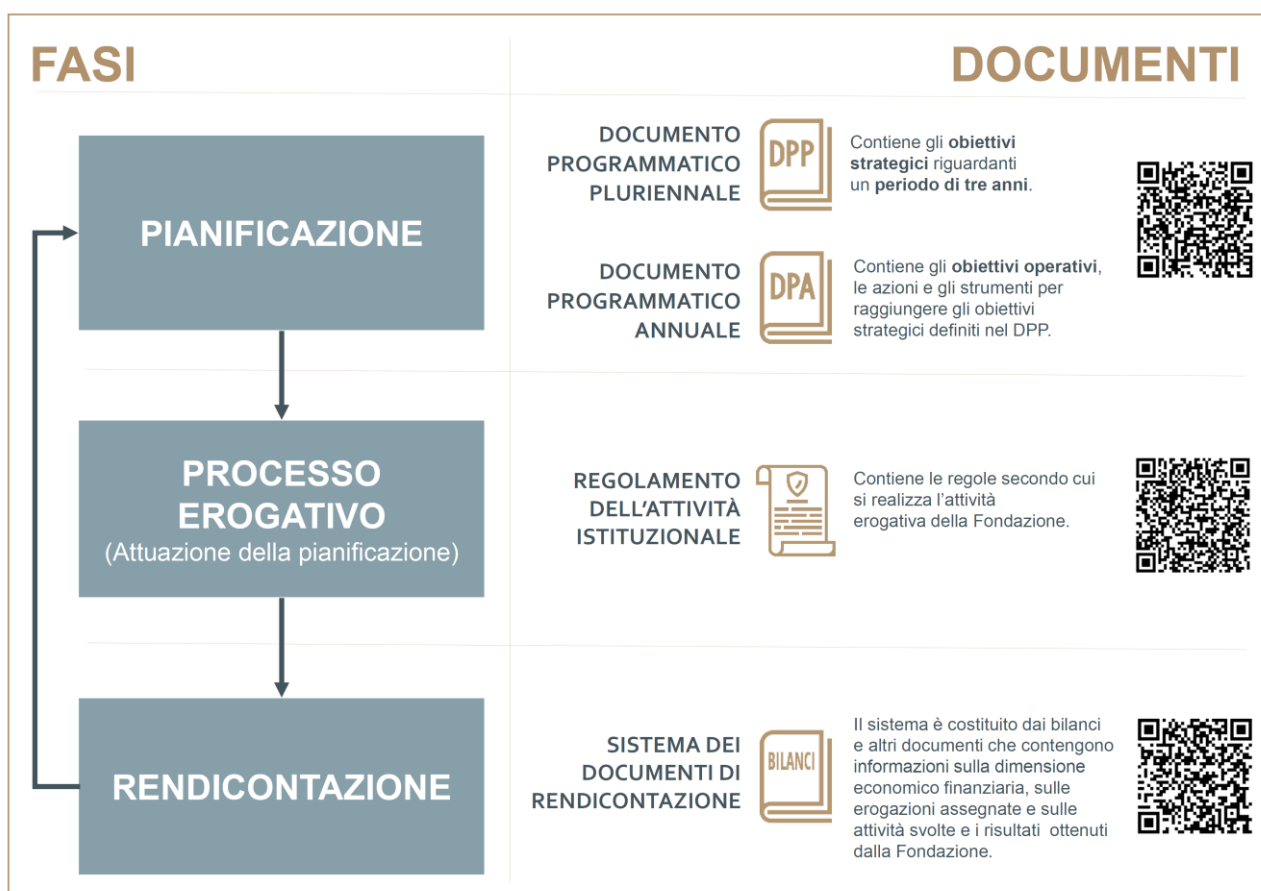 FASI
DOCUMENTI
PIANIFICAZIONE
DOCUMENTO
PROGRAMMATICO
PLURIENNALE
DPP
Contiene gli obiettivi
strategici riguardanti
un periodo di tre anni.
DOCUMENTO
PROGRAMMATICO
ANNUALE
DPA
Contiene gli obiettivi operativi,
le azioni e gli strumenti per
raggiungere gli obiettivi
strategici definiti nel DPP.
PROCESSO
EROGATIVO
(Attuazione della pianificazione)
REGOLAMENTO
DELL'ATTIVITÀ
ISTITUZIONALE
Contiene le regole secondo cui
si realizza l'attività
erogativa della Fondazione.
RENDICONTAZIONE
SISTEMA DEI
DOCUMENTI DI
RENDICONTAZIONE
BILANCI
Il sistema è costituito dai bilanci
e altri documenti che contengono
informazioni sulla dimensione
economico finanziaria, sulle
erogazioni assegnate e sulle
attività svolte e i risultati ottenuti
dalla Fondazione.